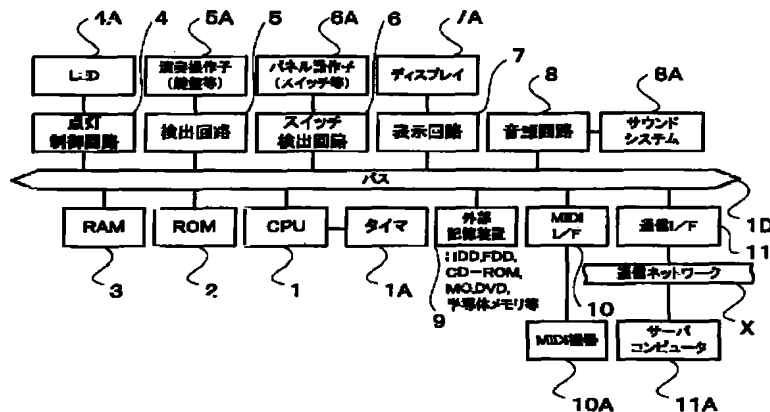 4A 4 5A 5 6A 6 7A
LED
演奏操作子
(鍵盤等)
パネル操作子
(スイッチ等)
ディスプレイ
7 8 8A
点灯
制御回路
検出回路
スイッチ
検出回路
表示回路
音源回路
サウンド
システム
バス
RAM
ROM
CPU
タイマ
外部
記憶装置
MIDI
I/F
通信I/F
1D
11
HDD,FDD,
CD-ROM,
MO,DVD,
半導体メモリ等
通信ネットワーク
3 2 1 1A 9 10 X
MIDI機器
サーバ
コンピュータ
10A 11A